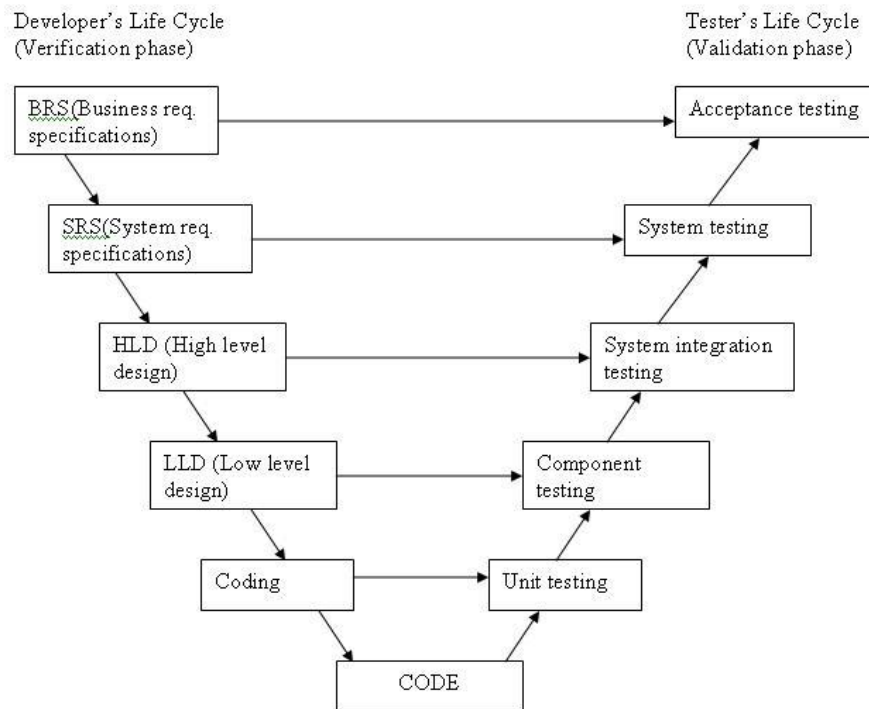 Developer's Life Cycle
(Verification phase)
Tester's Life Cycle
(Validation phase)
BRS(Business req.
specifications)
Acceptance testing
SRS(System req.
specifications)
System testing
HLD (High level
design)
System integration
testing
LLD (Low level
design)
Component
testing
Coding
Unit testing
CODE